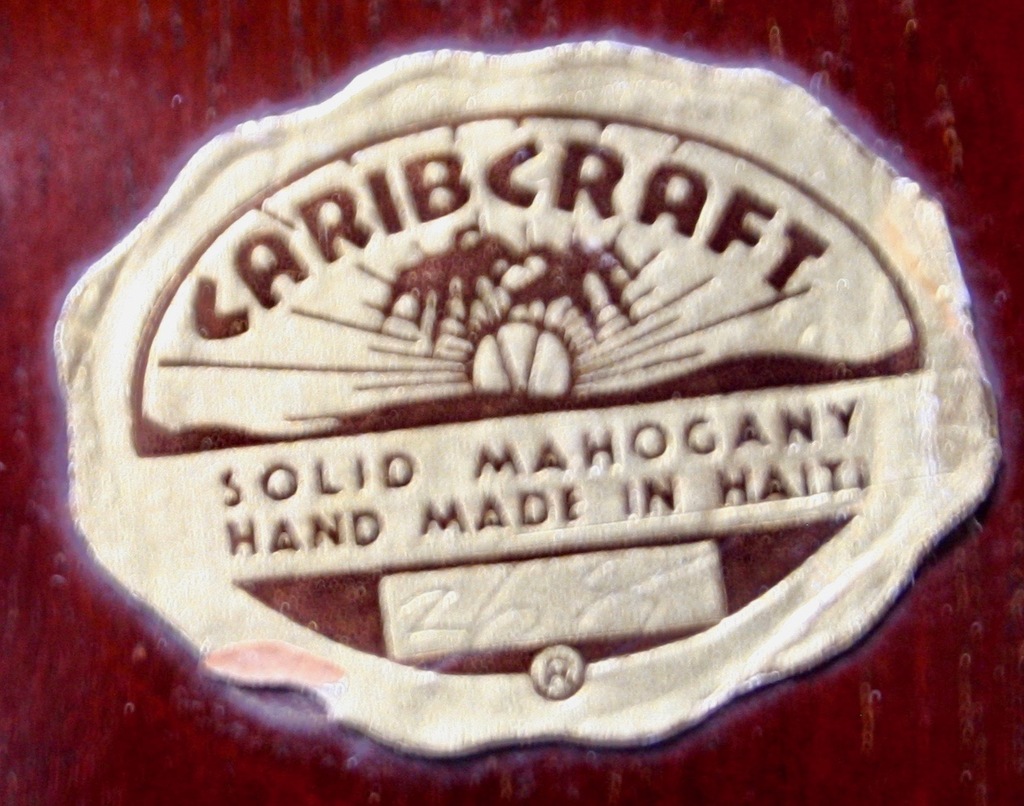 CARIBCRAFT
SOLID MAHOGANY
HAND MADE IN HAITI
®